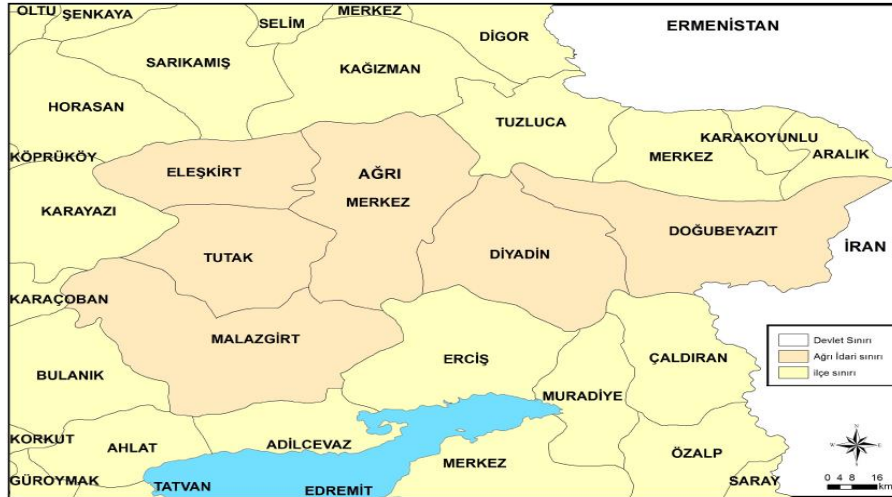 OLTU
ŞENKAYA
SELİM
MERKEZ
DİGOR
ERMENİSTAN
SARIKAMIŞ
KAĞIZMAN
HORASAN
TUZLUCA
KARAKOYUNLU
MERKEZ
ARALIK
KÖPRÜKÖY
ELEŞKİRT
AĞRI
MERKEZ
KARAYAZI
DOĞUBEYAZIT
İRAN
TUTAK
DİYADİN
KARAÇOBAN
MALAZGİRT
ERCİŞ
ÇALDIRAN
Devlet Sınırı
Ağrı İdari sınırı
ilçe sınırı
BULANIK
MURADİYE
KORKUT
AHLAT
ADİLCEVAZ
MERKEZ
ÖZALP
GÜROYMAK
TATVAN
EDREMİT
SARAY
N
W
E
S
0 4 8 16
km